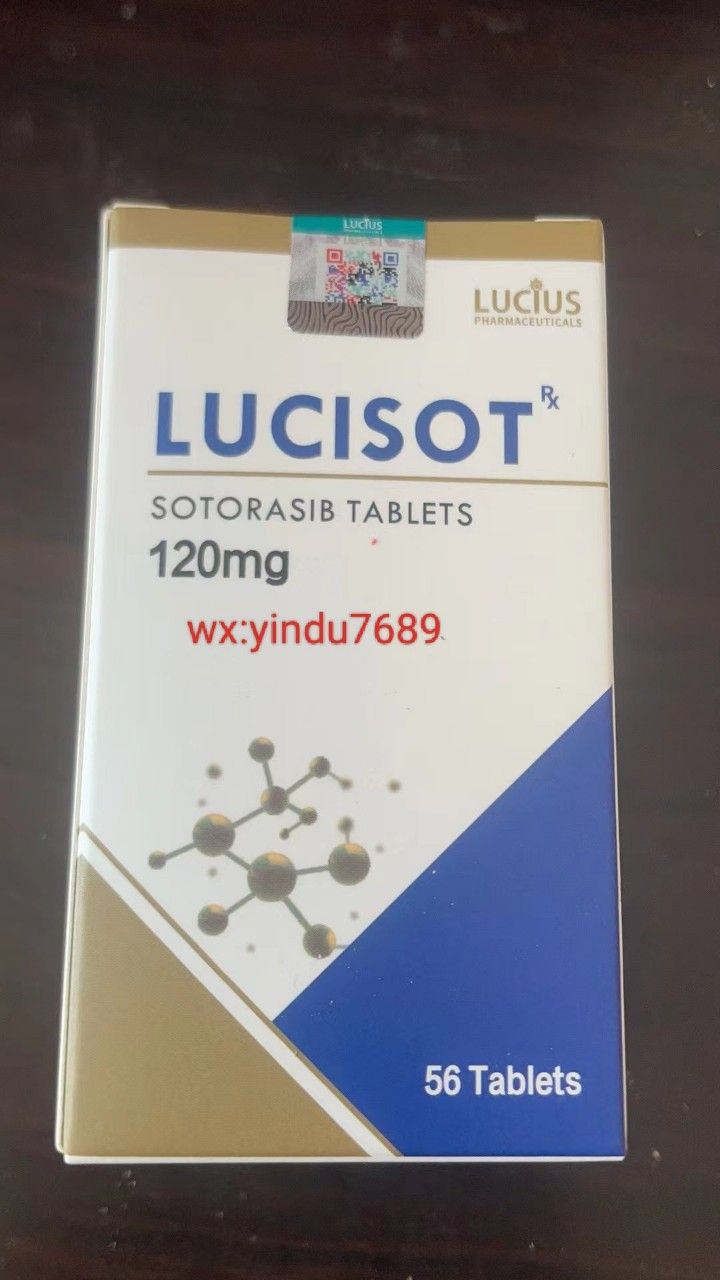 LUCIUS
LUCIUS
PHARMACEUTICALS
LUCISOT Rx
SOTORASIB TABLETS
120mg
wx:yindu7689
56 Tablets